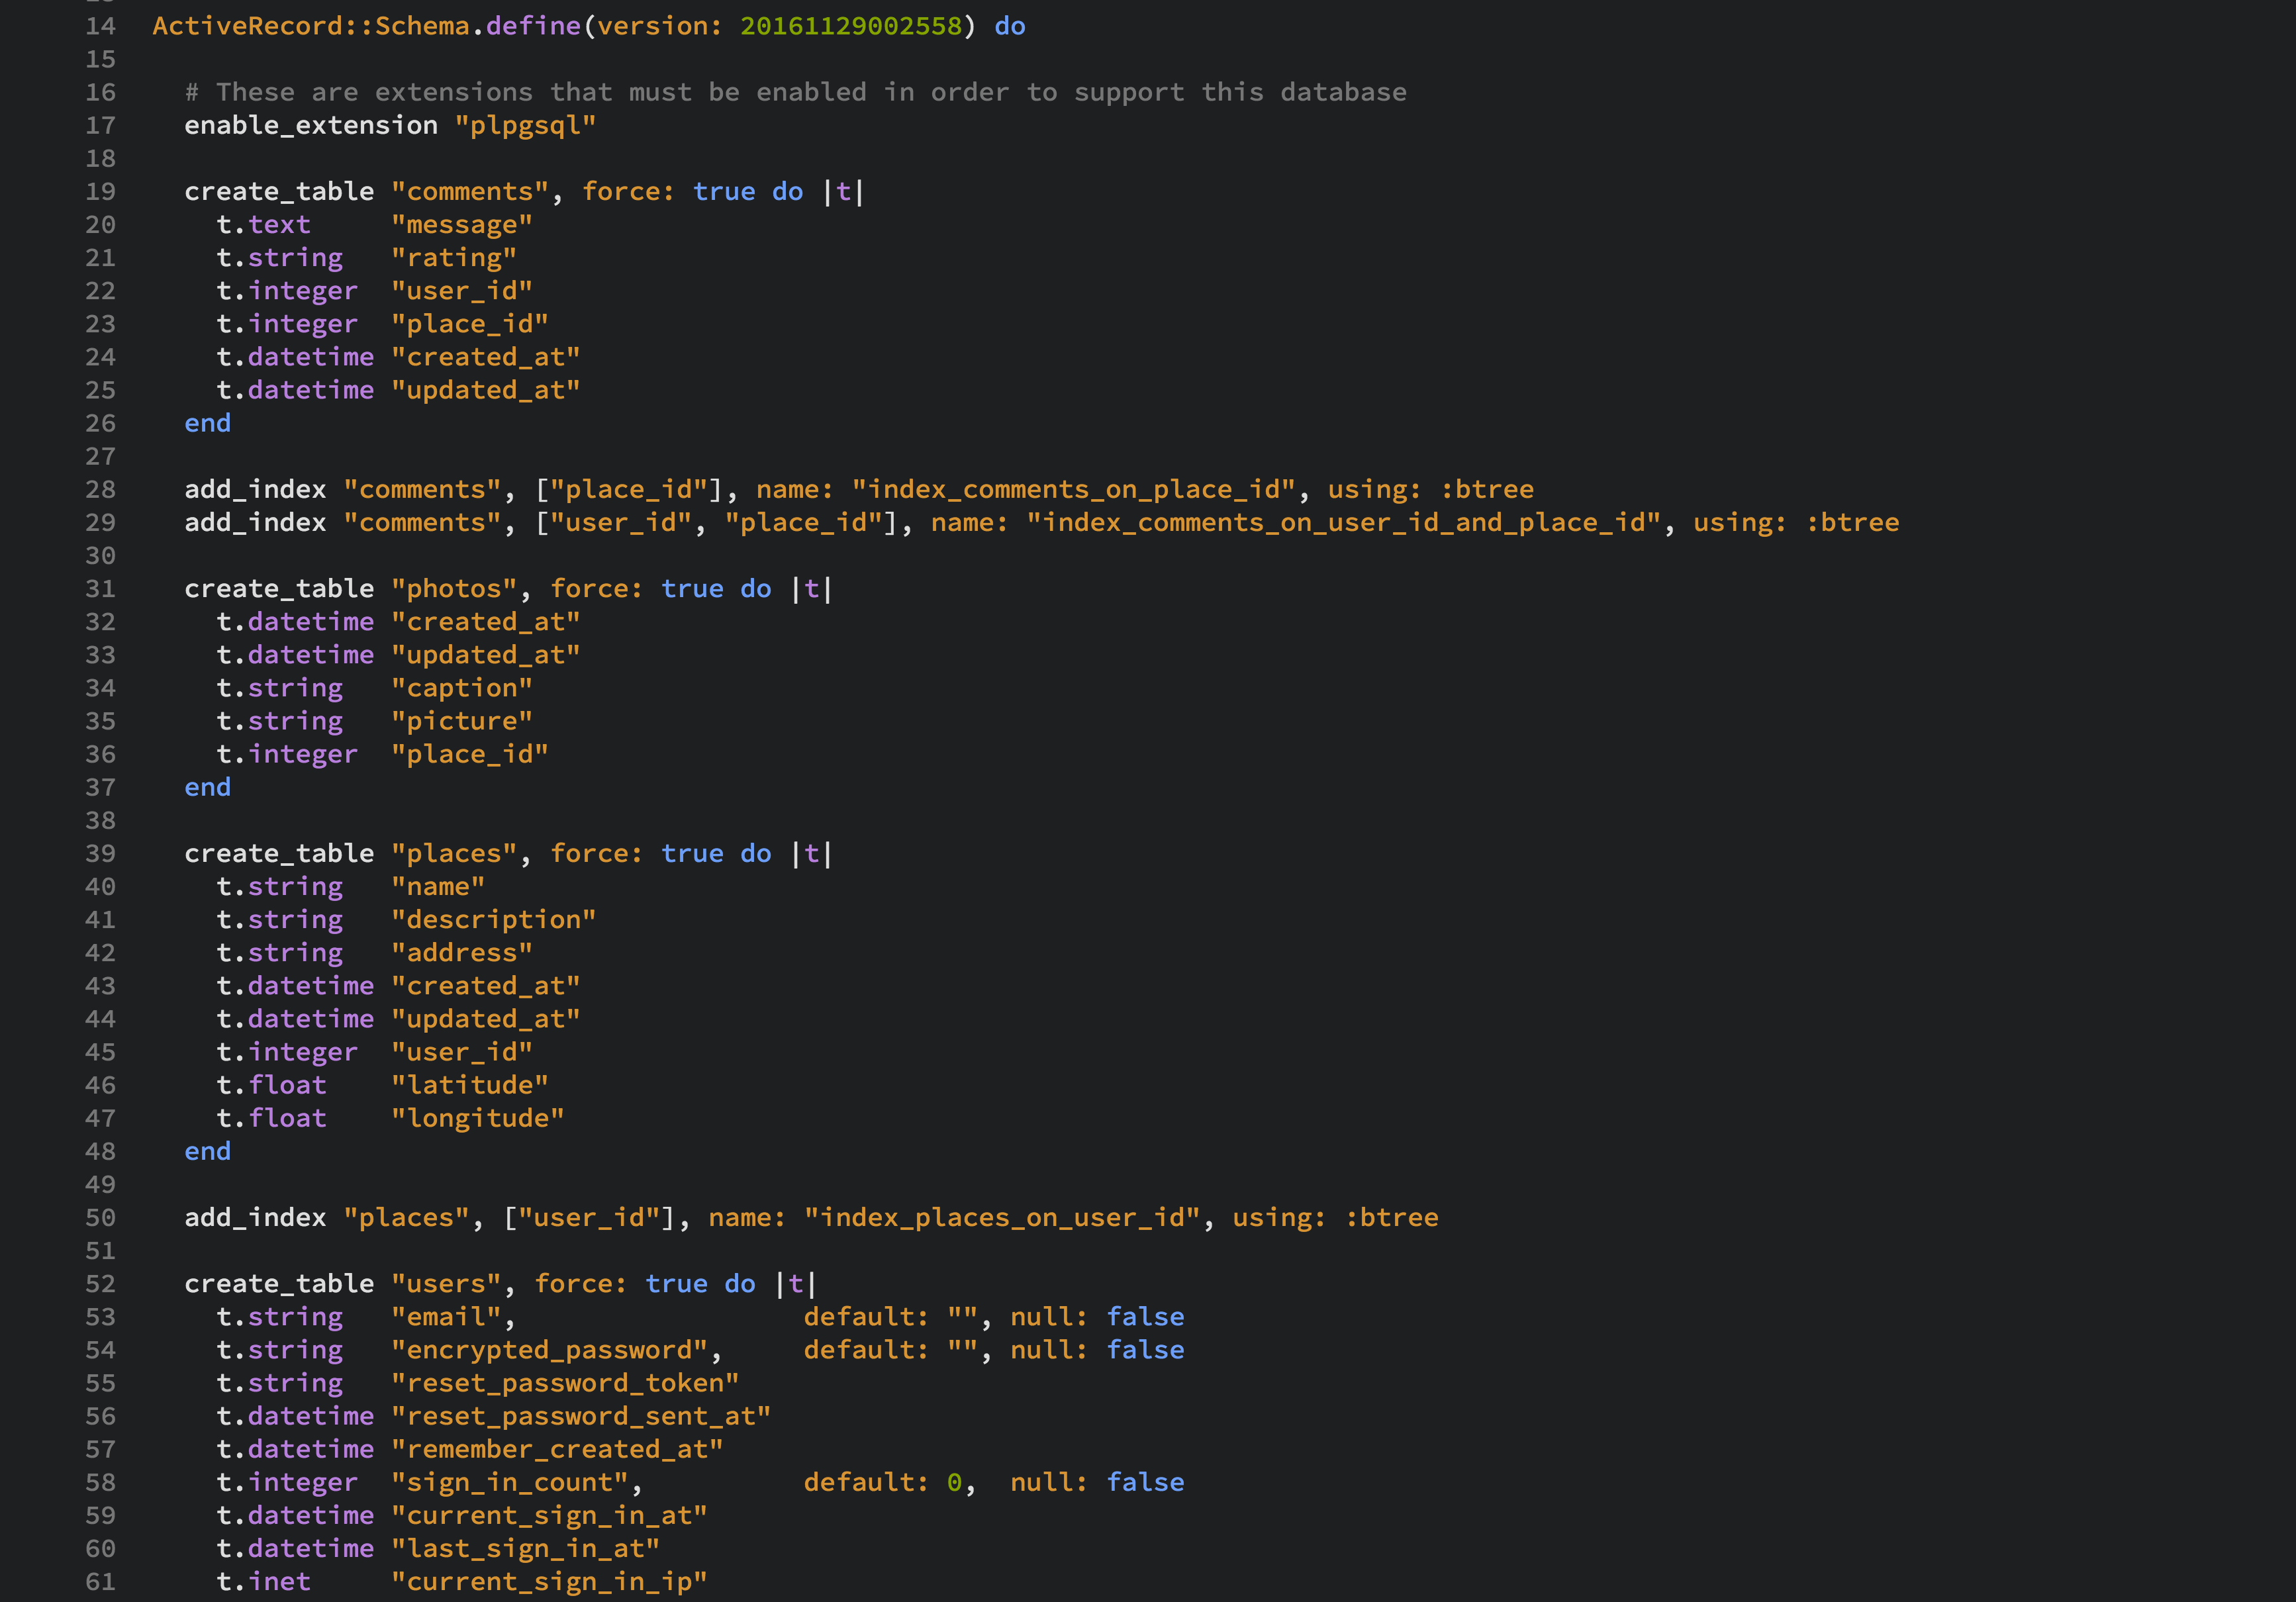 14 ActiveRecord::Schema.define(version: 20161129002558) do
15
16   # These are extensions that must be enabled in order to support this database
17   enable_extension "plpgsql"
18
19   create_table "comments", force: true do |t|
20     t.text     "message"
21     t.string   "rating"
22     t.integer  "user_id"
23     t.integer  "place_id"
24     t.datetime "created_at"
25     t.datetime "updated_at"
26   end
27
28   add_index "comments", ["place_id"], name: "index_comments_on_place_id", using: :btree
29   add_index "comments", ["user_id", "place_id"], name: "index_comments_on_user_id_and_place_id", using: :btree
30
31   create_table "photos", force: true do |t|
32     t.datetime "created_at"
33     t.datetime "updated_at"
34     t.string   "caption"
35     t.string   "picture"
36     t.integer  "place_id"
37   end
38
39   create_table "places", force: true do |t|
40     t.string   "name"
41     t.string   "description"
42     t.string   "address"
43     t.datetime "created_at"
44     t.datetime "updated_at"
45     t.integer  "user_id"
46     t.float    "latitude"
47     t.float    "longitude"
48   end
49
50   add_index "places", ["user_id"], name: "index_places_on_user_id", using: :btree
51
52   create_table "users", force: true do |t|
53     t.string   "email",                  default: "", null: false
54     t.string   "encrypted_password",     default: "", null: false
55     t.string   "reset_password_token"
56     t.datetime "reset_password_sent_at"
57     t.datetime "remember_created_at"
58     t.integer  "sign_in_count",          default: 0,  null: false
59     t.datetime "current_sign_in_at"
60     t.datetime "last_sign_in_at"
61     t.inet     "current_sign_in_ip"